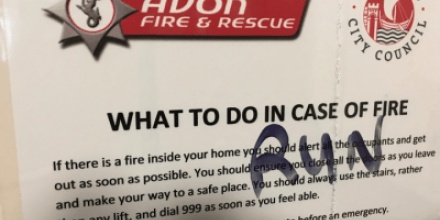 AVON
FIRE & RESCUE
CITY COUNCIL
WHAT TO DO IN CASE OF FIRE
RUN
If there is a fire inside your home you should alert all the occupants and get
out as soon as possible. You should ensure you close all the doors as you leave
and make your way to a safe place. You should always use the stairs, rather
than any lift, and dial 999 as soon as you feel able.
before an emergency.